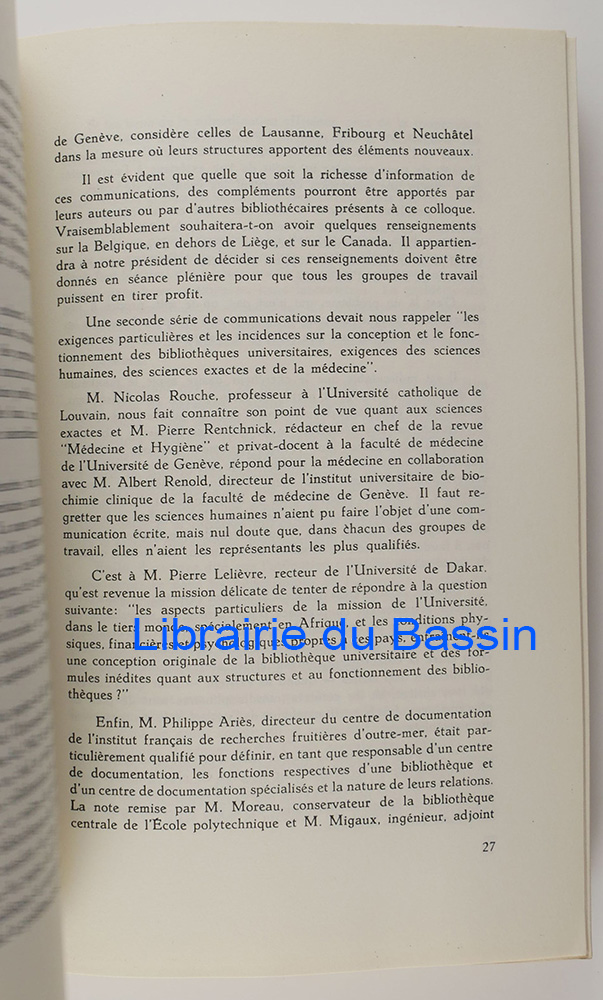 de Genève, considère celles de Lausanne, Fribourg et Neuchâtel
dans la mesure où leurs structures apportent des éléments nouveaux.
Il est évident que quelle que soit la richesse d'information de
ces communications, des compléments pourront être apportés par
leurs auteurs ou par d'autres bibliothécaires présents à ce colloque.
Vraisemblablement souhaitera-t-on avoir quelques renseignements
sur la Belgique, en dehors de Liège, et sur le Canada. Il appartien-
dra à notre président de décider si ces renseignements doivent être
donnés en séance plénière pour que tous les groupes de travail
puissent en tirer profit.
Une seconde série de communications devait nous rappeler "les
exigences particulières et les incidences sur la conception et le fonc-
tionnement des bibliothèques universitaires, exigences des sciences
humaines, des sciences exactes et de la médecine".
M. Nicolas Rouche, professeur à l'Université catholique de
Louvain, nous fait connaître son point de vue quant aux sciences
exactes et M. Pierre Rentchnick, rédacteur en chef de la revue
"Médecine et Hygiène" et privat-docent à la faculté de médecine
de l'Université de Genève, répond pour la médecine en collaboration
avec M. Albert Renold, directeur de l'institut universitaire de bio-
chimie clinique de la faculté de médecine de Genève. Il faut re-
gretter que les sciences humaines n'aient pu faire l'objet d'une com-
munication écrite, mais nul doute que, dans chacun des groupes de
travail, elles n'aient les représentants les plus qualifiés.
C'est à M. Pierre Lelièvre, recteur de l'Université de Dakar,
qu'est revenue la mission délicate de tenter de répondre à la question
suivante: "les aspects particuliers de la mission de l'Université,
dans le tiers monde, spécialement en Afrique, et les conditions phy-
siques, financières et psychologiques propres à ces pays, entraînent-ils
une conception originale de la bibliothèque universitaire et des for-
mules inédites quant aux structures et au fonctionnement des biblio-
thèques ?"
Librairie du Bassin
Enfin, M. Philippe Ariès, directeur du centre de documentation
de l'institut français de recherches fruitières d'outre-mer, était par-
ticulièrement qualifié pour définir, en tant que responsable d'un centre
de documentation, les fonctions respectives d'une bibliothèque et
d'un centre de documentation spécialisés et la nature de leurs relations.
La note remise par M. Moreau, conservateur de la bibliothèque
centrale de l'École polytechnique et M. Migaux, ingénieur, adjoint
27